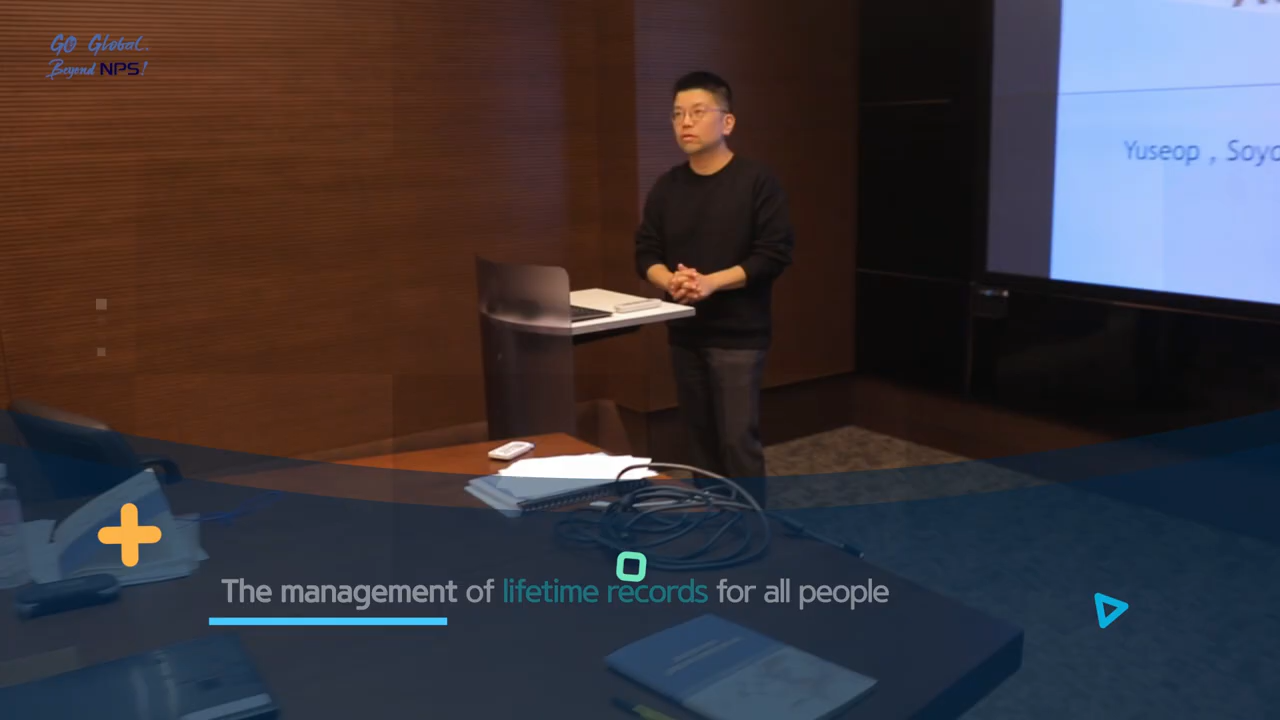 GO Global.
Beyond NPS!
Yuseop , Soyo
The management of lifetime records for all people